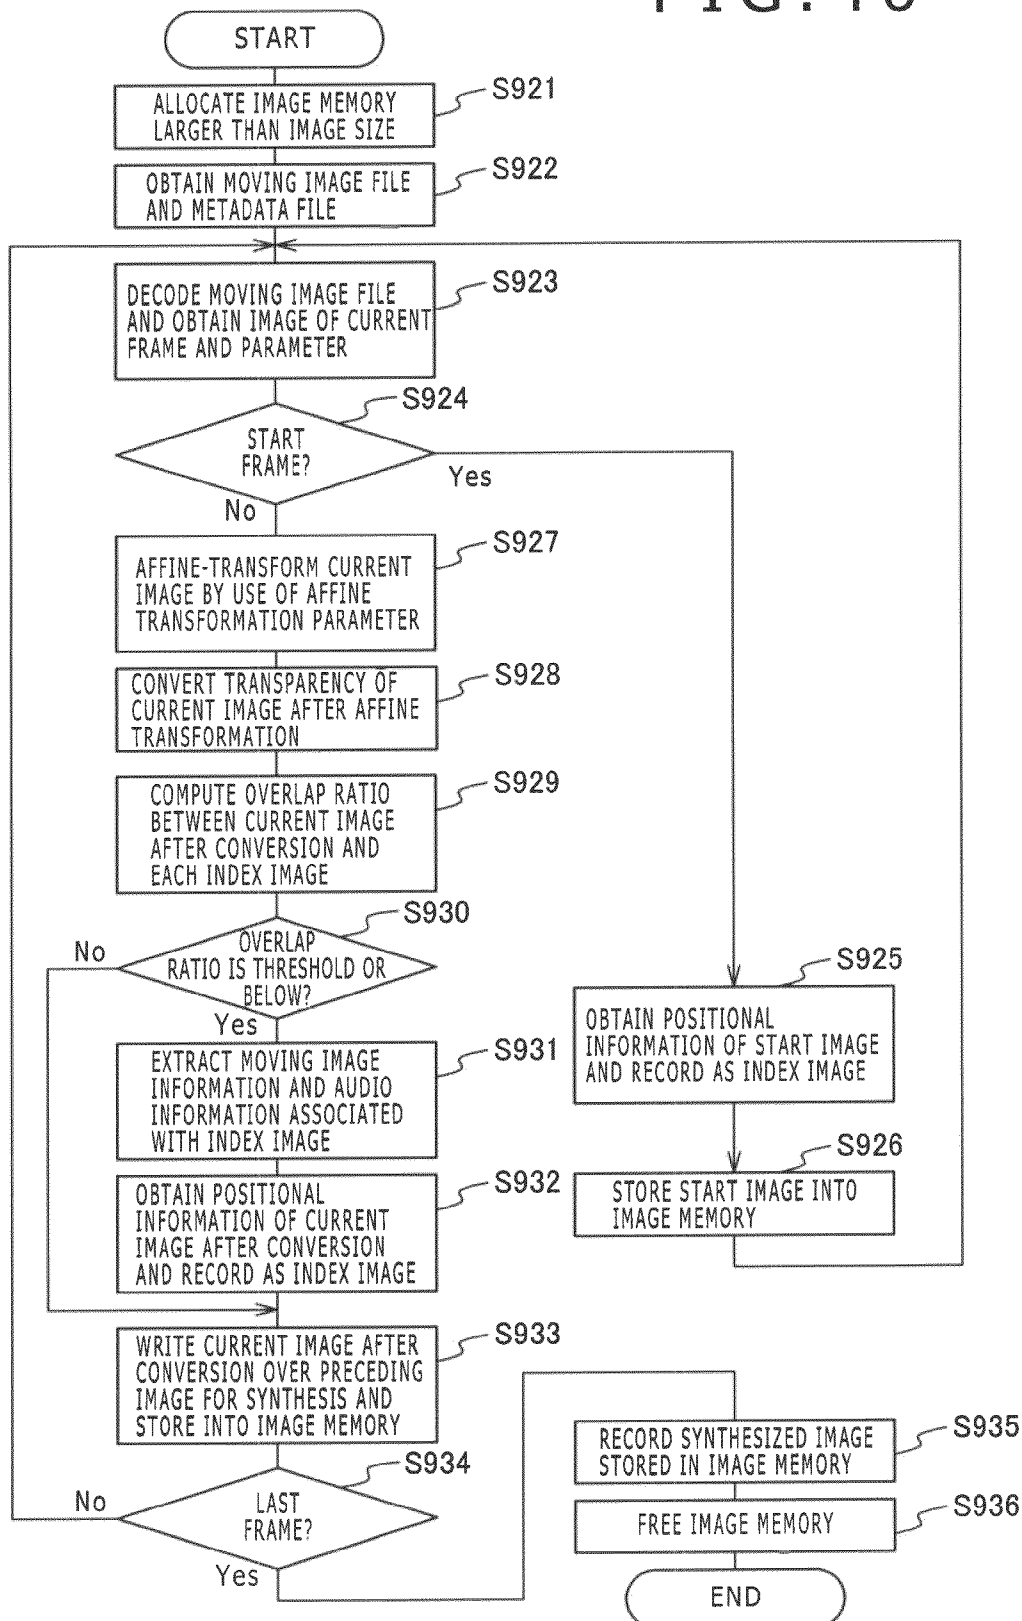 START
S921
ALLOCATE IMAGE MEMORY
LARGER THAN IMAGE SIZE
S922
OBTAIN MOVING IMAGE FILE
AND METADATA FILE
S923
DECODE MOVING IMAGE FILE
AND OBTAIN IMAGE OF CURRENT
FRAME AND PARAMETER
S924
START
FRAME?
Yes
No
S927
AFFINE-TRANSFORM CURRENT
IMAGE BY USE OF AFFINE
TRANSFORMATION PARAMETER
S928
CONVERT TRANSPARENCY OF
CURRENT IMAGE AFTER AFFINE
TRANSFORMATION
S929
COMPUTE OVERLAP RATIO
BETWEEN CURRENT IMAGE
AFTER CONVERSION AND
EACH INDEX IMAGE
S930
OVERLAP
RATIO IS THRESHOLD OR
BELOW?
No
Yes
S931
EXTRACT MOVING IMAGE
INFORMATION AND AUDIO
INFORMATION ASSOCIATED
WITH INDEX IMAGE
S932
OBTAIN POSITIONAL
INFORMATION OF CURRENT
IMAGE AFTER CONVERSION
AND RECORD AS INDEX IMAGE
S933
WRITE CURRENT IMAGE AFTER
CONVERSION OVER PRECEDING
IMAGE FOR SYNTHESIS AND
STORE INTO IMAGE MEMORY
S934
LAST
FRAME?
No
Yes
S925
OBTAIN POSITIONAL
INFORMATION OF START IMAGE
AND RECORD AS INDEX IMAGE
S926
STORE START IMAGE INTO
IMAGE MEMORY
S935
RECORD SYNTHESIZED IMAGE
STORED IN IMAGE MEMORY
S936
FREE IMAGE MEMORY
END